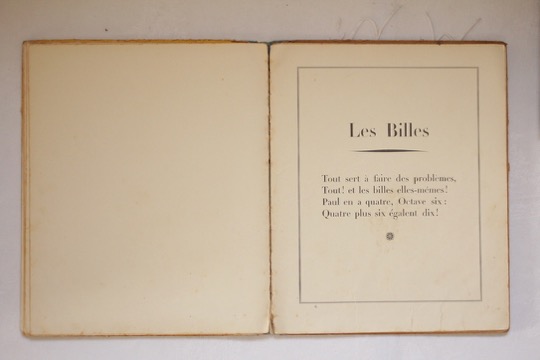 Les Billes
Tout sert à faire des problèmes,
Tout! et les billes elles-mêmes!
Paul en a quatre, Octave six :
Quatre plus six égalent dix!